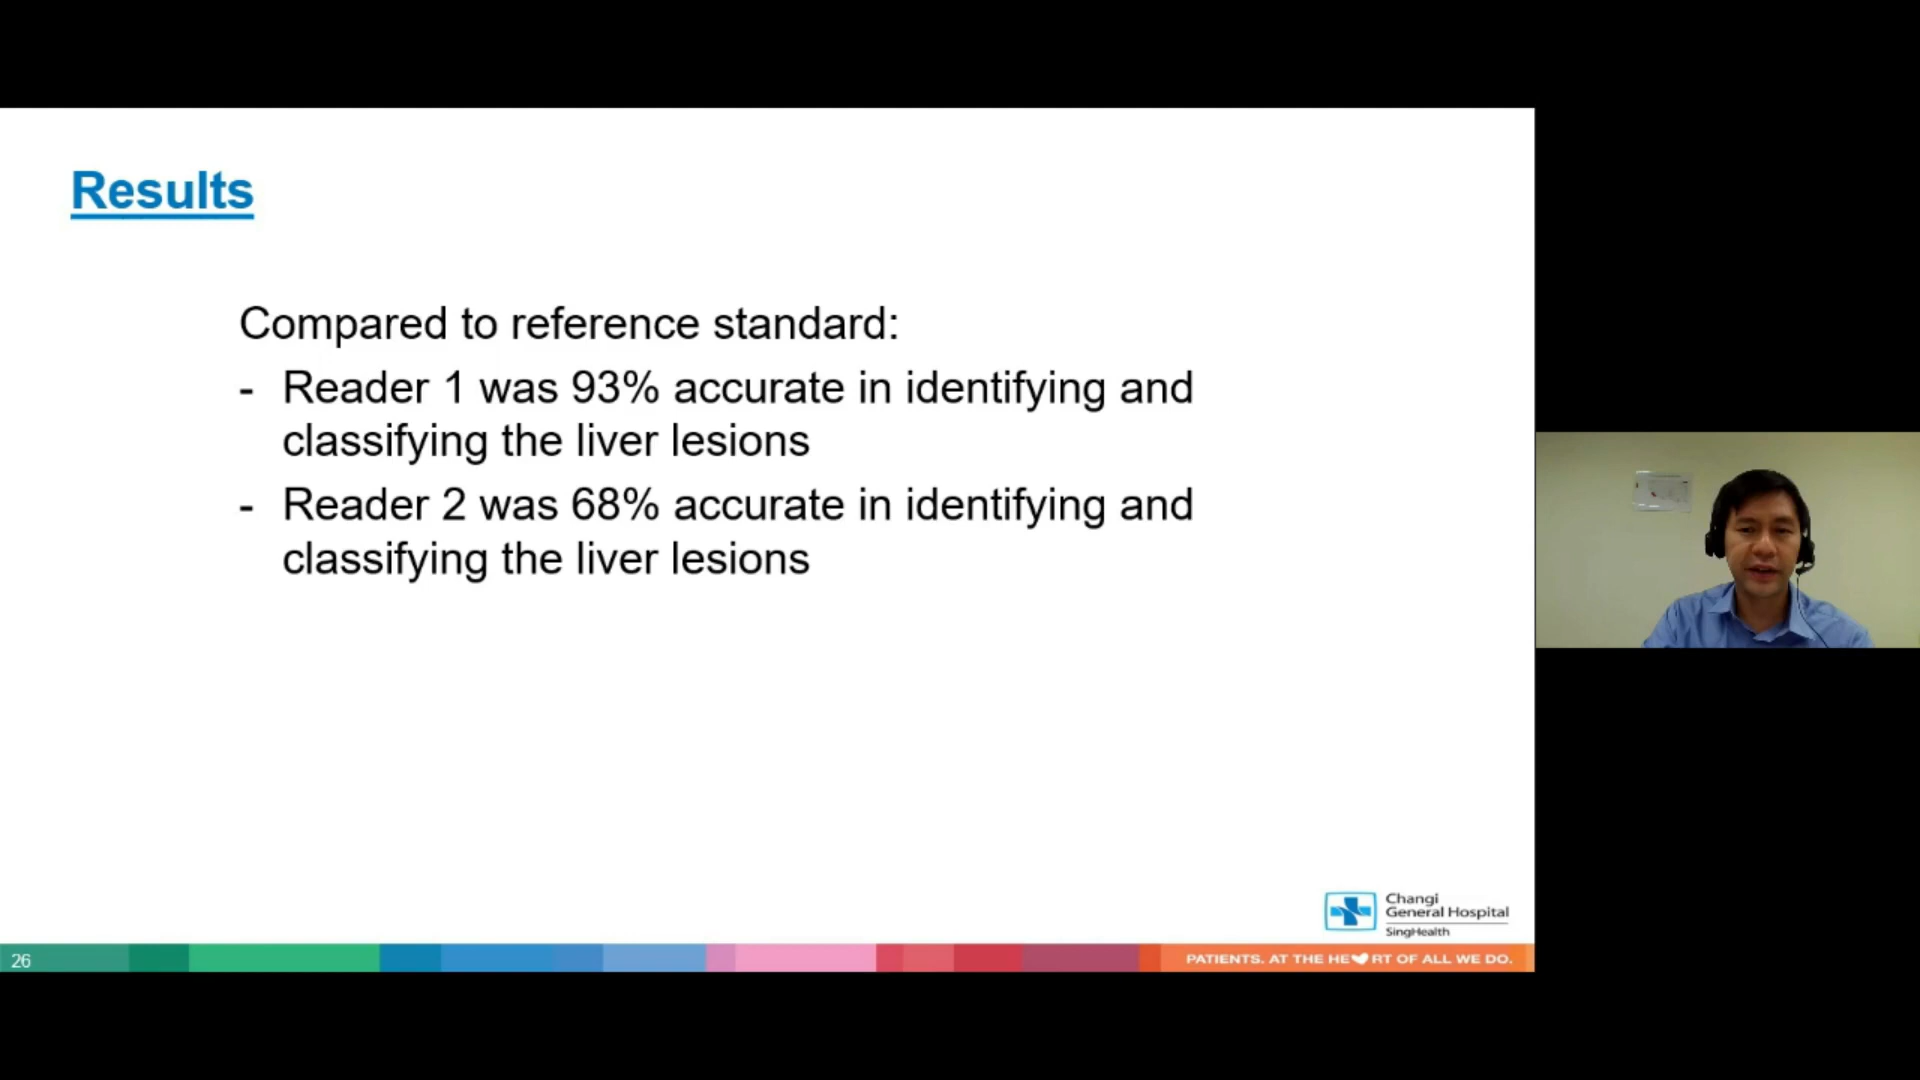 Results
Compared to reference standard:
- Reader 1 was 93% accurate in identifying and
classifying the liver lesions
- Reader 2 was 68% accurate in identifying and
classifying the liver lesions
Changi
General Hospital
SingHealth
26
PATIENTS. AT THE HE♥RT OF ALL WE DO.